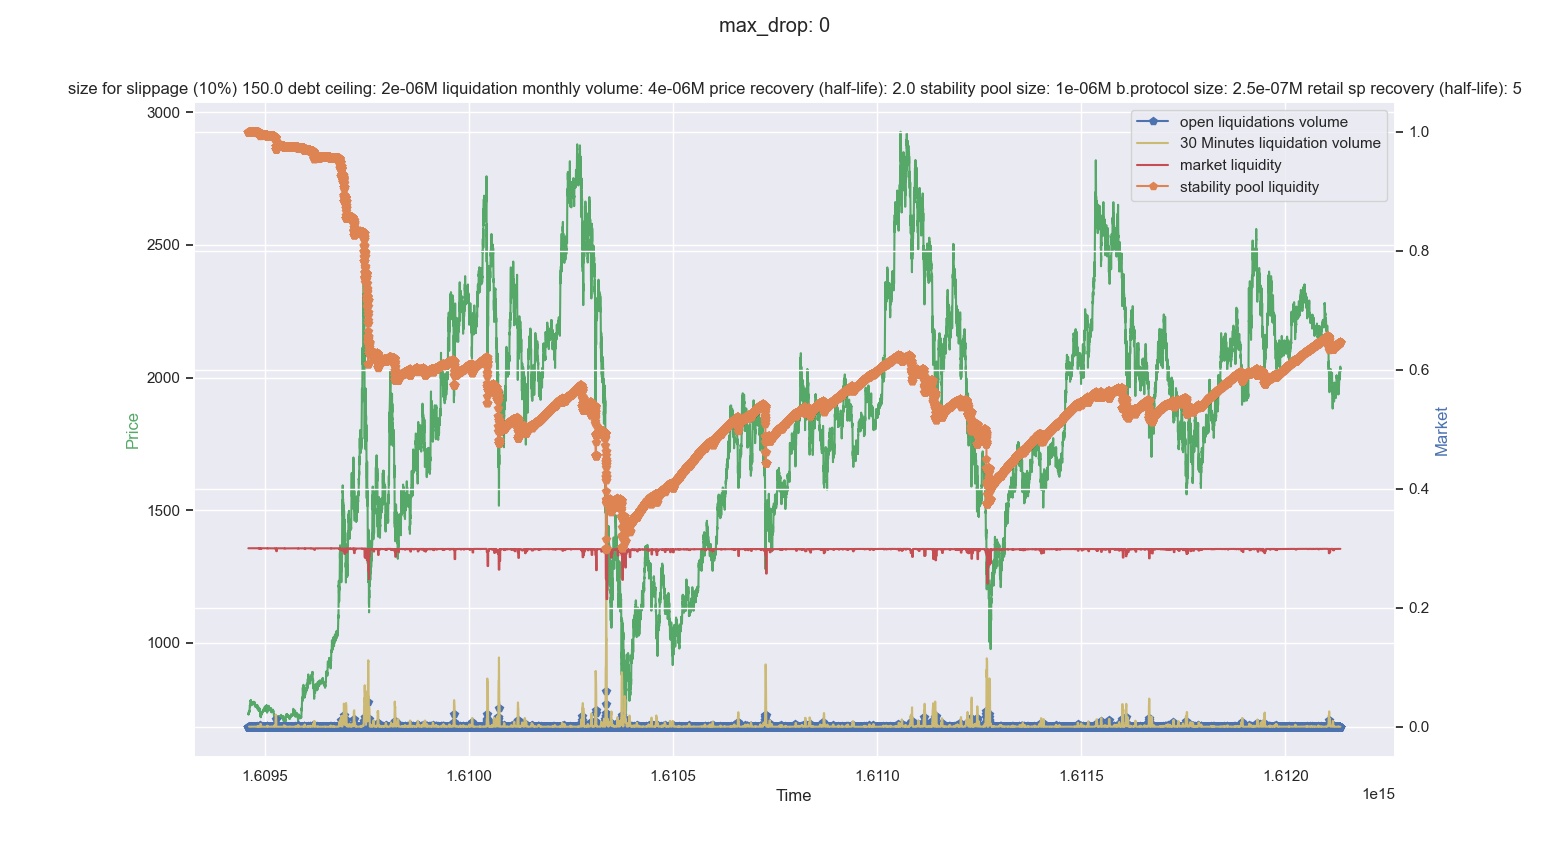 max_drop: 0
size for slippage (10%) 150.0 debt ceiling: 2e-06M liquidation monthly volume: 4e-06M price recovery (half-life): 2.0 stability pool size: 1e-06M b.protocol size: 2.5e-07M retail sp recovery (half-life): 5
open liquidations volume
30 Minutes liquidation volume
market liquidity
stability pool liquidity
3000
2500
2000
1500
1000
Price
1.0
0.8
0.6
0.4
0.2
0.0
Market
1.6095 1.6100 1.6105 1.6110 1.6115 1.6120
Time
1e15